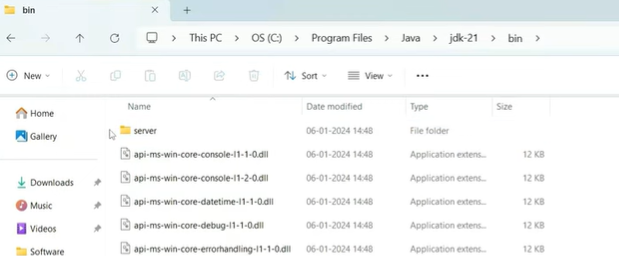 bin
This PC > OS (C:) > Program Files > Java > jdk-21 > bin >
New Sort View ...
Name Date modified Type Size
Home
Gallery
Downloads
Music
Videos
Software
server 06-01-2024 14:48 File folder
api-ms-win-core-console-l1-1-0.dll 06-01-2024 14:48 Application extens... 12 KB
api-ms-win-core-console-l1-2-0.dll 06-01-2024 14:48 Application extens... 12 KB
api-ms-win-core-datetime-l1-1-0.dll 06-01-2024 14:48 Application extens... 12 KB
api-ms-win-core-debug-l1-1-0.dll 06-01-2024 14:48 Application extens... 12 KB
api-ms-win-core-errorhandling-l1-1-0.dll 06-01-2024 14:48 Application extens... 12 KB